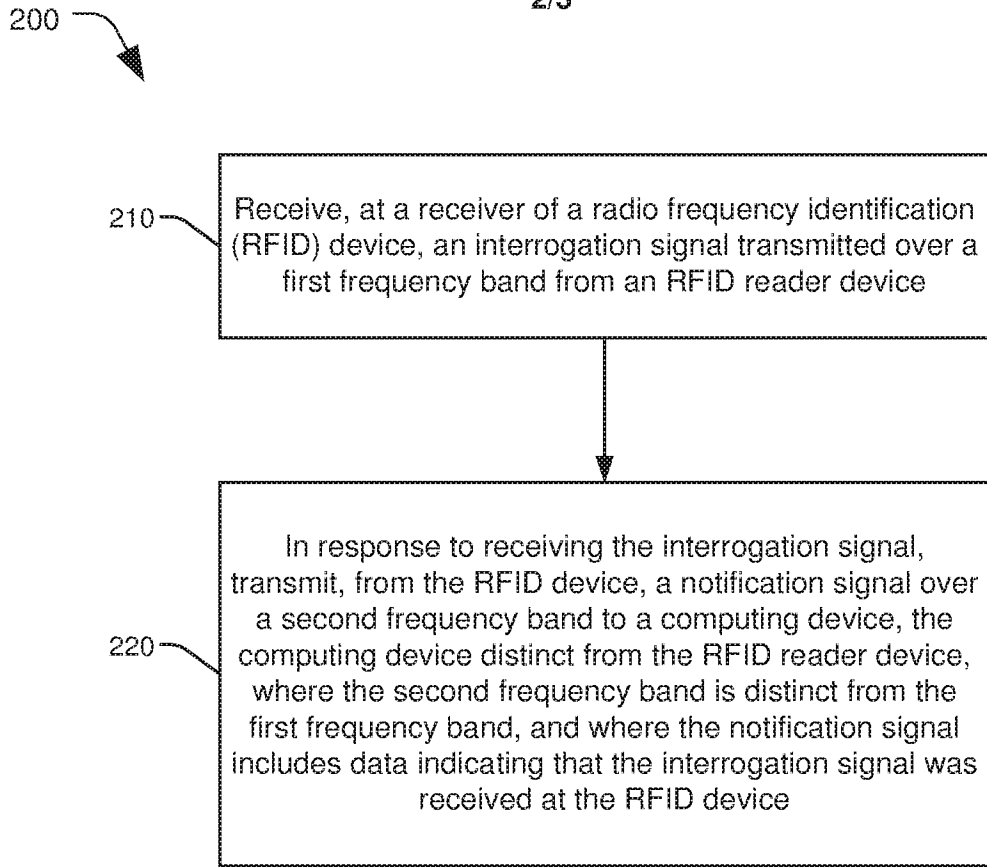 2/3
200
210
Receive, at a receiver of a radio frequency identification
(RFID) device, an interrogation signal transmitted over a
first frequency band from an RFID reader device
220
In response to receiving the interrogation signal,
transmit, from the RFID device, a notification signal over
a second frequency band to a computing device, the
computing device distinct from the RFID reader device,
where the second frequency band is distinct from the
first frequency band, and where the notification signal
includes data indicating that the interrogation signal was
received at the RFID device